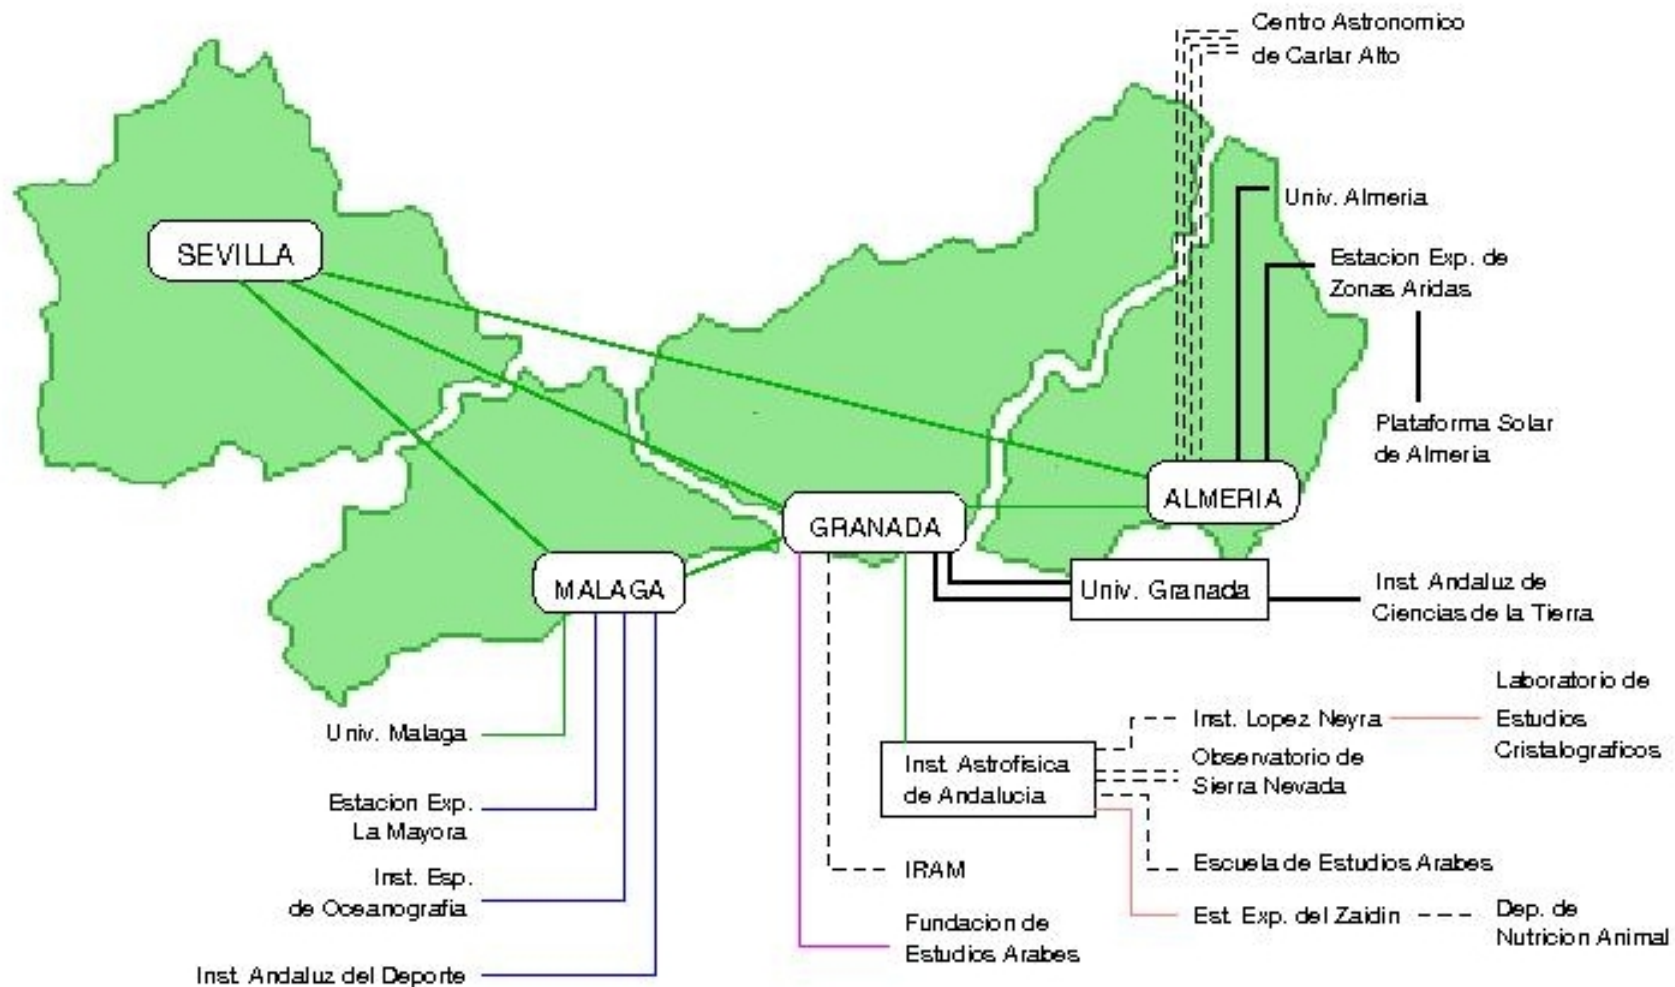 Centro Astronomico
de Carlar Alto
Univ. Almeria
SEVILLA
Estacion Exp. de
Zonas Aridas
Plataforma Solar
de Almeria
ALMERIA
GRANADA
MALAGA
Univ. Granada
Inst. Andaluz de
Ciencias de la Tierra
Laboratorio de
Estudios
Cristalograficos
Inst. Lopez Neyra
Univ. Malaga
Observatorio de
Sierra Nevada
Inst. Astrofisica
de Andalucia
Estacion Exp.
La Mayora
Escuela de Estudios Arabes
IRAM
Inst. Esp.
de Oceanografia
Est. Exp. del Zaidin
Dep. de
Nutricion Animal
Fundacion de
Estudios Arabes
Inst. Andaluz del Deporte